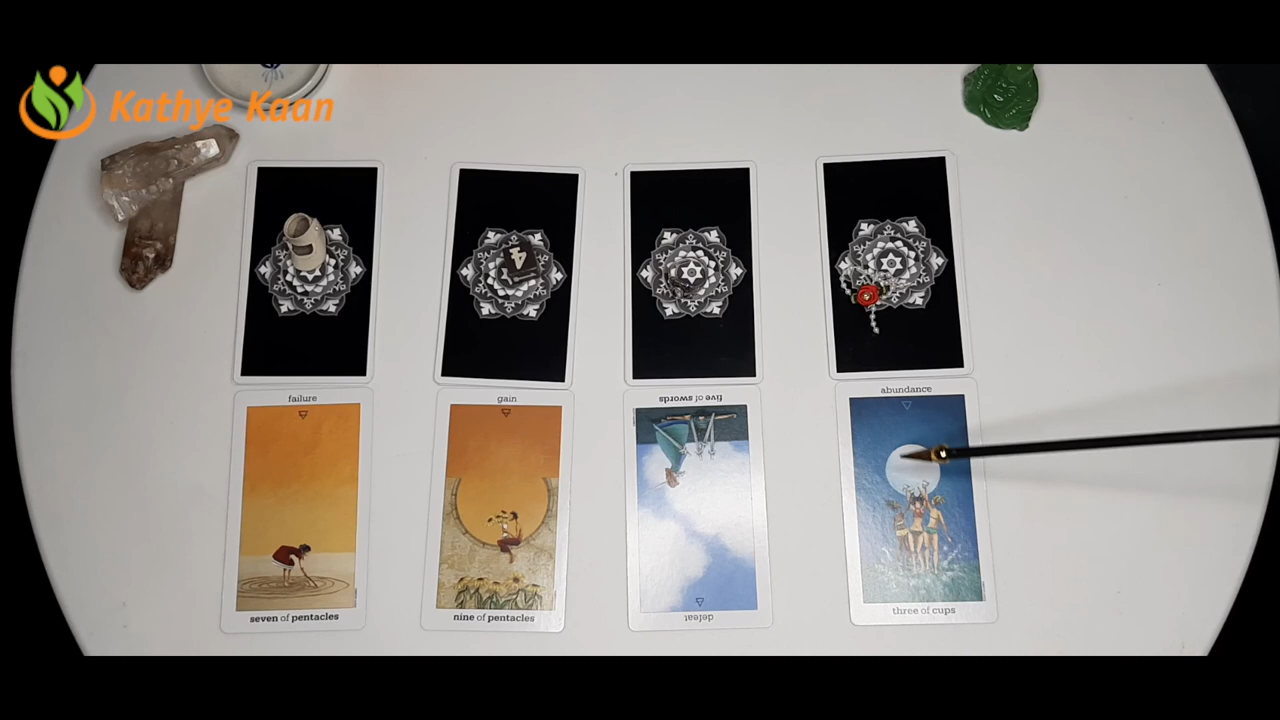 Kathye Kaan
failure
gain
five of swords
abundance
seven of pentacles
nine of pentacles
defeat
three of cups